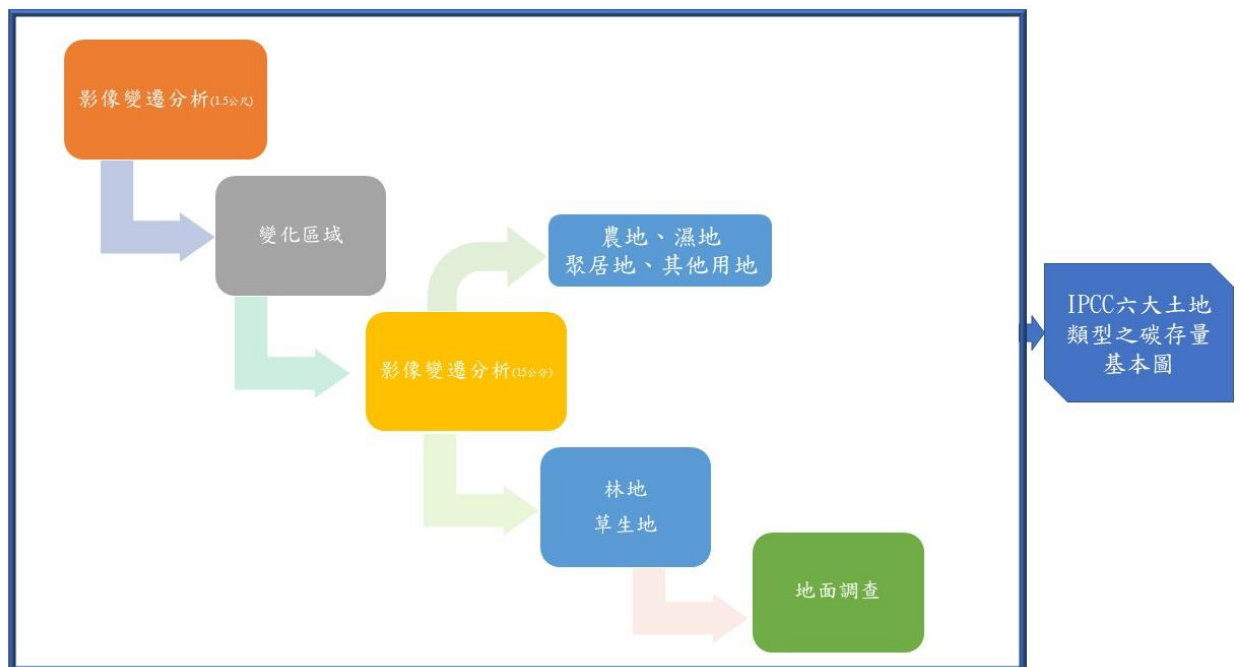 影像變遷分析(1.5公尺)
變化區域
農地、濕地
聚居地、其他用地
影像變遷分析(15公分)
林地
草生地
地面調查
IPCC六大土地
類型之碳存量
基本圖